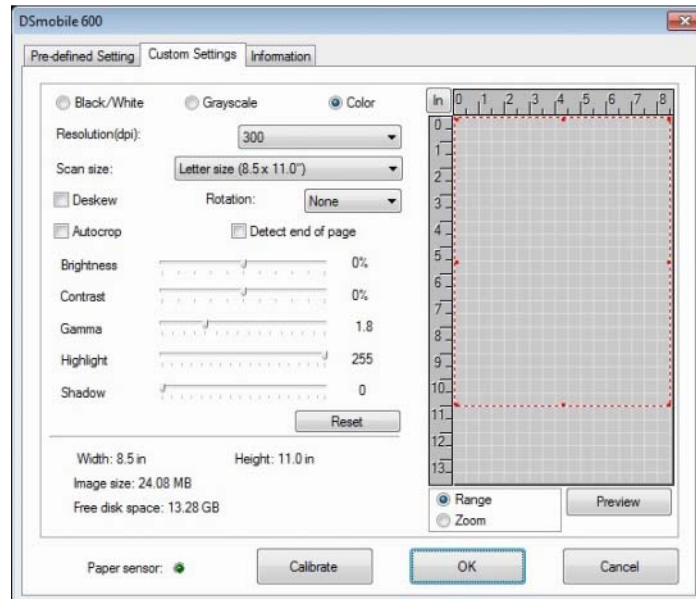 DSmobile 600
Pre-defined Setting Custom Settings Information
Black/White Grayscale Color
Resolution(dpi): 300
Scan size: Letter size (8.5 x 11.0")
Deskew Rotation: None
Autocrop Detect end of page
Brightness 0%
Contrast 0%
Gamma 1.8
Highlight 255
Shadow 0
Reset
Width: 8.5 in Height: 11.0 in
Image size: 24.08 MB
Free disk space: 13.28 GB
In 0 1 2 3 4 5 6 7 8
0
1
2
3
4
5
6
7
8
9
10
11
12
13
Range
Zoom
Preview
Paper sensor: Calibrate OK Cancel